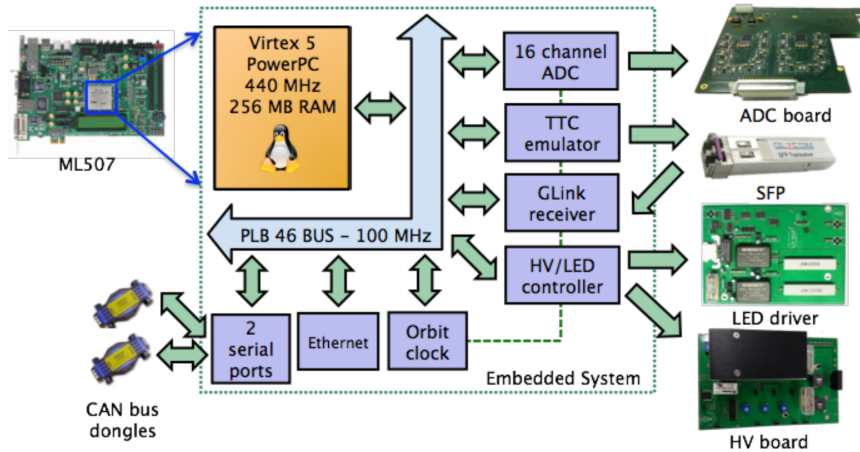 Virtex 5
PowerPC
440 MHz
256 MB RAM
16 channel
ADC
ADC board
ML507
TTC
emulator
SFP
GLink
receiver
PLB 46 BUS – 100 MHz
HV/LED
controller
LED driver
2
serial
ports
Ethernet
Orbit
clock
Embedded System
CAN bus
dongles
HV board